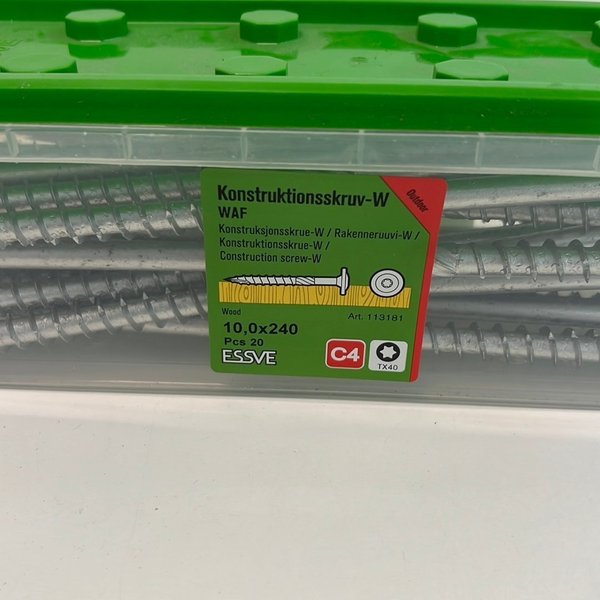 Konstruktionsskruv-W
WAF
Outdoor
Konstruksjonsskrue-W / Rakenneruuvi-W /
Konstruktionsskrue-W /
Construction screw-W
Wood
Art. 113181
10,0x240
Pcs 20
ESSVE
C4
TX40